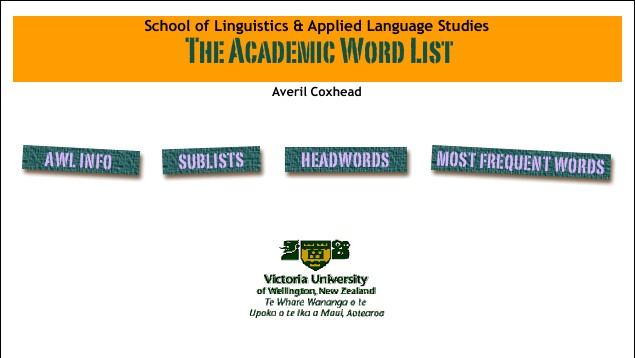 School of Linguistics & Applied Language Studies
THE ACADEMIC WORD LIST
Averil Coxhead
AWL INFO
SUBLISTS
HEADWORDS
MOST FREQUENT WORDS
Victoria University
of Wellington, New Zealand
Te Whare Wananga o te
Upoko o te Ika a Maui, Aotearoa